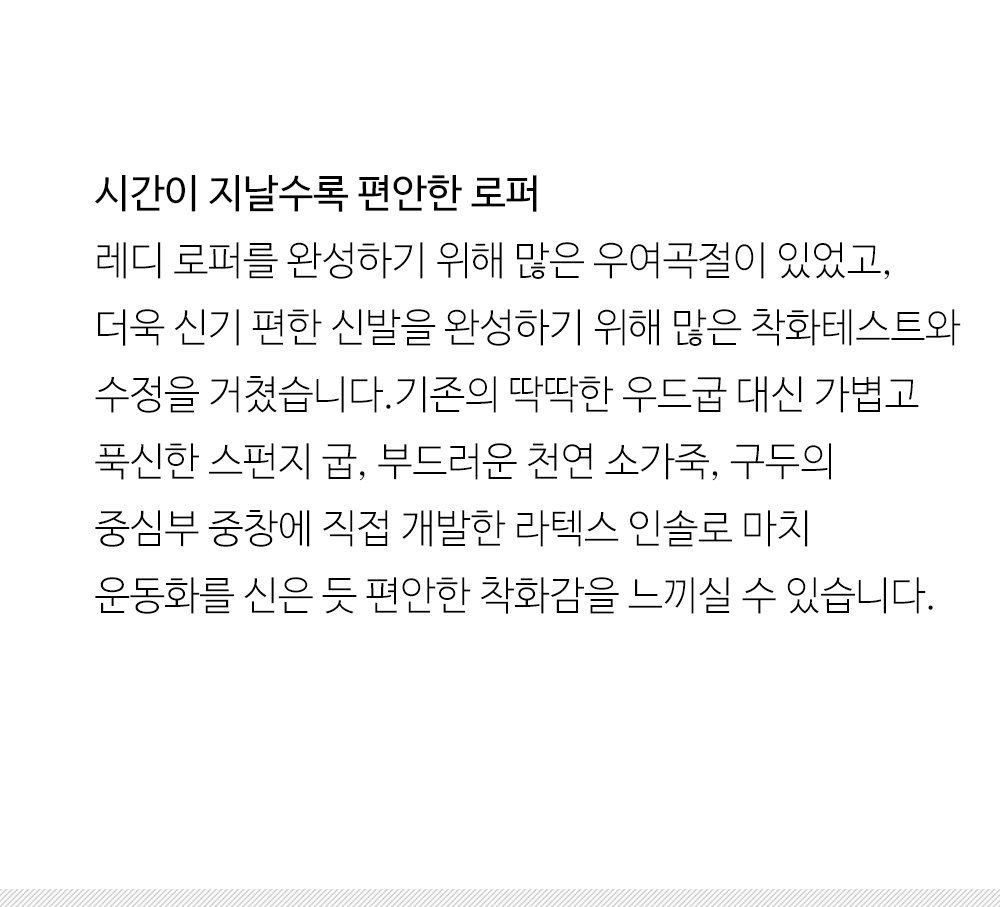 시간이 지날수록 편안한 로퍼
레디 로퍼를 완성하기 위해 많은 우여곡절이 있었고,
더욱 신기 편한 신발을 완성하기 위해 많은 착화테스트와
수정을 거쳤습니다.기존의 딱딱한 우드굽 대신 가볍고
푹신한 스펀지 굽, 부드러운 천연 소가죽, 구두의
중심부 중창에 직접 개발한 라텍스 인솔로 마치
운동화를 신은 듯 편안한 착화감을 느끼실 수 있습니다.